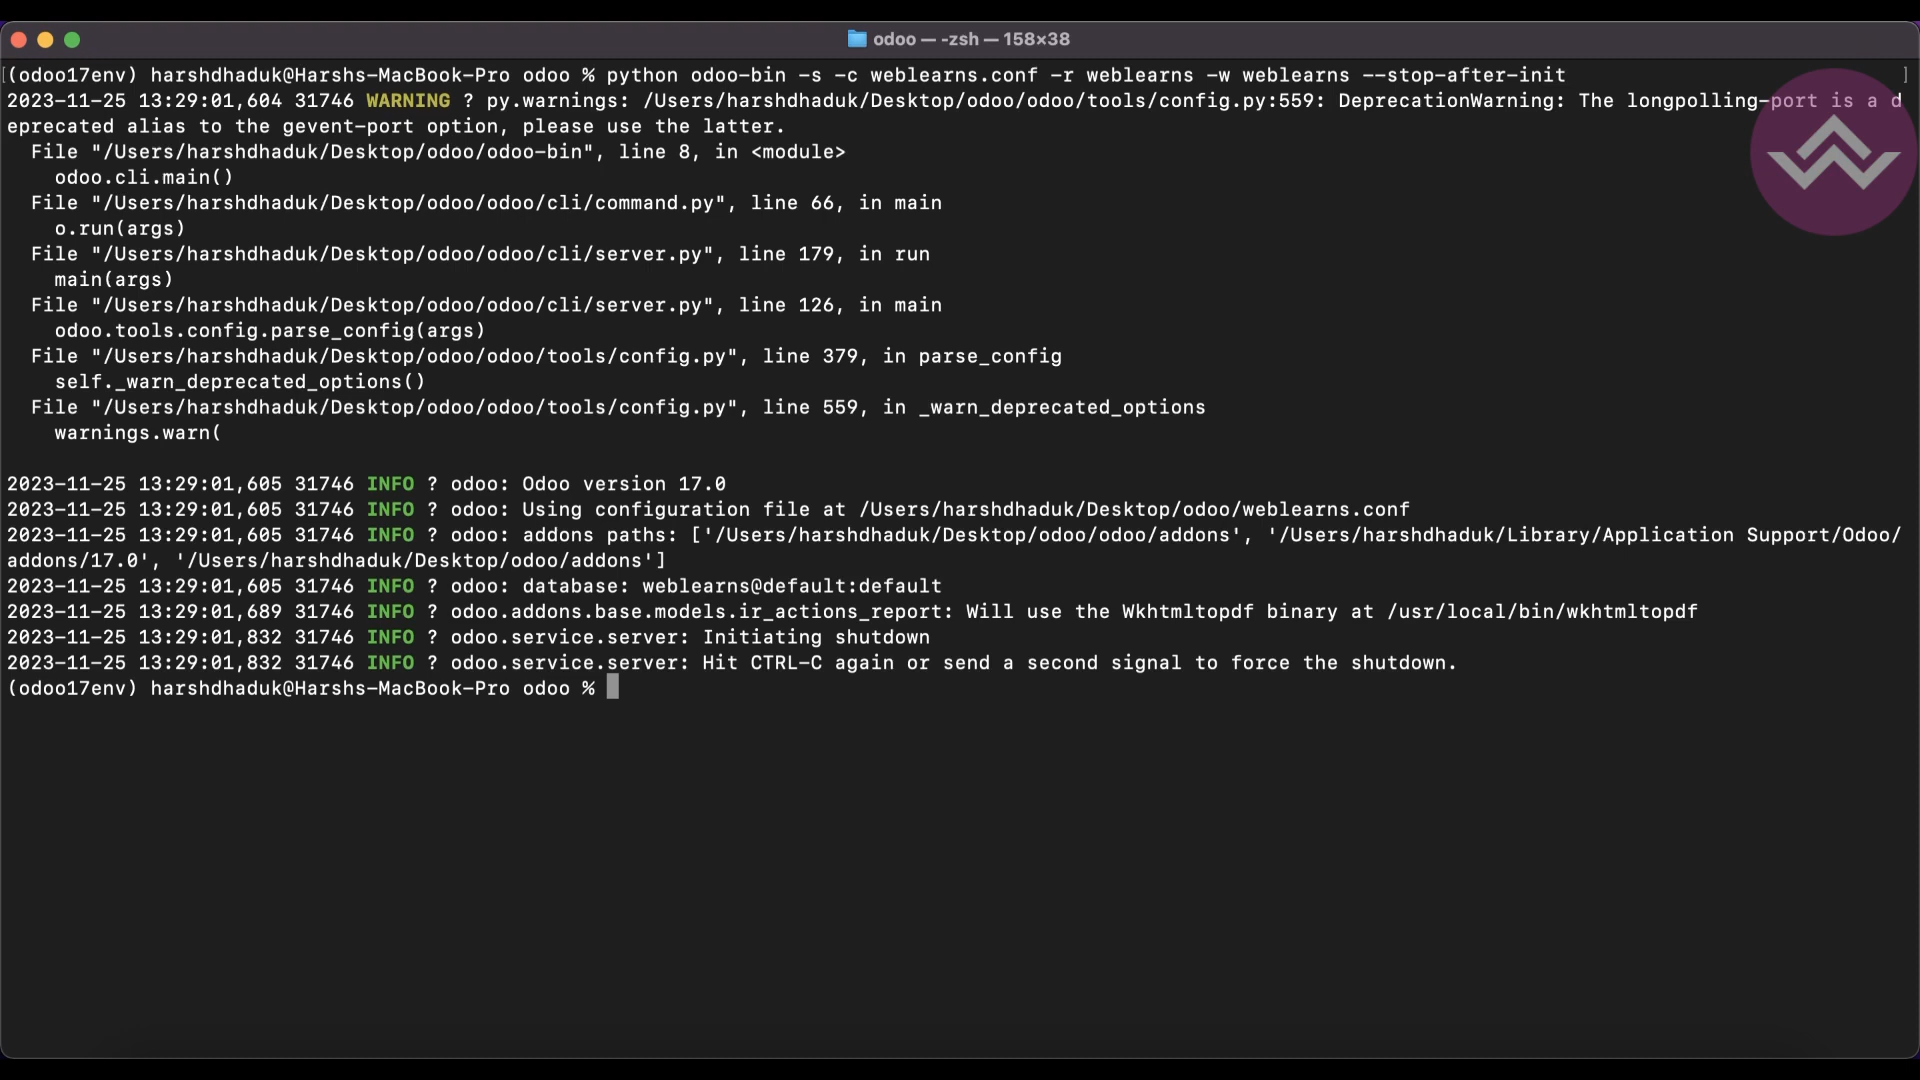 odoo — -zsh — 158×38
[(odoo17env) harshdhaduk@Harshs-MacBook-Pro odoo % python odoo-bin -s -c weblearns.conf -r weblearns -w weblearns --stop-after-init ]
2023-11-25 13:29:01,604 31746 WARNING ? py.warnings: /Users/harshdhaduk/Desktop/odoo/odoo/tools/config.py:559: DeprecationWarning: The longpolling-port is a d
eprecated alias to the gevent-port option, please use the latter.
  File "/Users/harshdhaduk/Desktop/odoo/odoo-bin", line 8, in <module>
    odoo.cli.main()
  File "/Users/harshdhaduk/Desktop/odoo/odoo/cli/command.py", line 66, in main
    o.run(args)
  File "/Users/harshdhaduk/Desktop/odoo/odoo/cli/server.py", line 179, in run
    main(args)
  File "/Users/harshdhaduk/Desktop/odoo/odoo/cli/server.py", line 126, in main
    odoo.tools.config.parse_config(args)
  File "/Users/harshdhaduk/Desktop/odoo/odoo/tools/config.py", line 379, in parse_config
    self._warn_deprecated_options()
  File "/Users/harshdhaduk/Desktop/odoo/odoo/tools/config.py", line 559, in _warn_deprecated_options
    warnings.warn(
2023-11-25 13:29:01,605 31746 INFO ? odoo: Odoo version 17.0
2023-11-25 13:29:01,605 31746 INFO ? odoo: Using configuration file at /Users/harshdhaduk/Desktop/odoo/weblearns.conf
2023-11-25 13:29:01,605 31746 INFO ? odoo: addons paths: ['/Users/harshdhaduk/Desktop/odoo/odoo/addons', '/Users/harshdhaduk/Library/Application Support/Odoo/
addons/17.0', '/Users/harshdhaduk/Desktop/odoo/addons']
2023-11-25 13:29:01,605 31746 INFO ? odoo: database: weblearns@default:default
2023-11-25 13:29:01,689 31746 INFO ? odoo.addons.base.models.ir_actions_report: Will use the Wkhtmltopdf binary at /usr/local/bin/wkhtmltopdf
2023-11-25 13:29:01,832 31746 INFO ? odoo.service.server: Initiating shutdown
2023-11-25 13:29:01,832 31746 INFO ? odoo.service.server: Hit CTRL-C again or send a second signal to force the shutdown.
(odoo17env) harshdhaduk@Harshs-MacBook-Pro odoo %